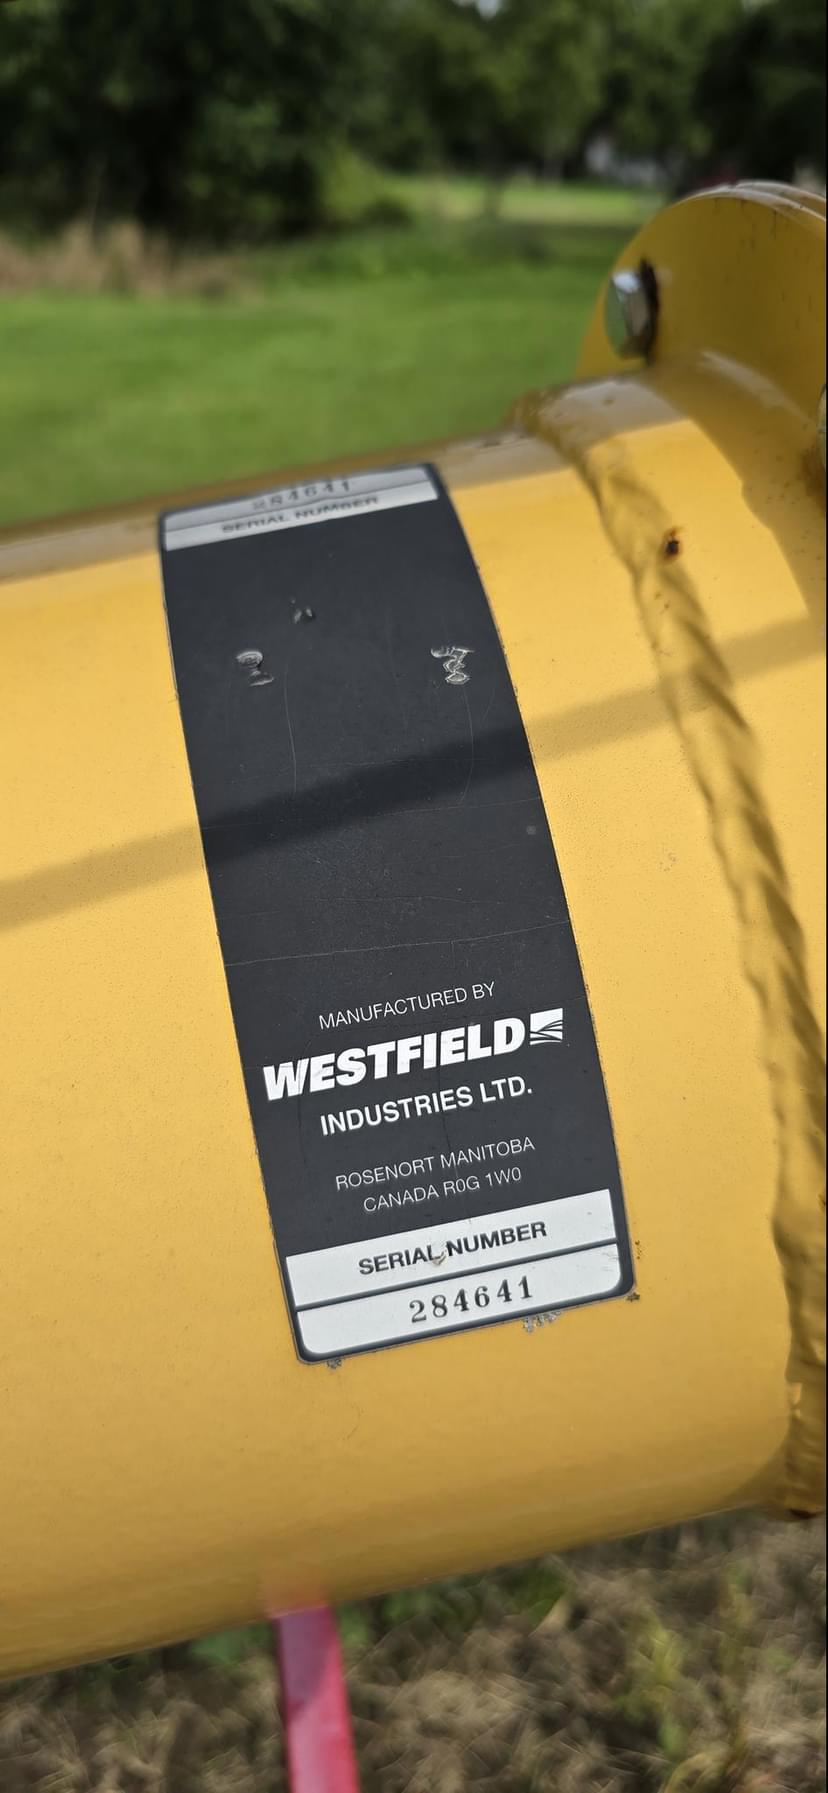 284641
SERIAL NUMBER
MANUFACTURED BY
WESTFIELD
INDUSTRIES LTD.
ROSENORT MANITOBA
CANADA R0G 1W0
SERIAL NUMBER
284641